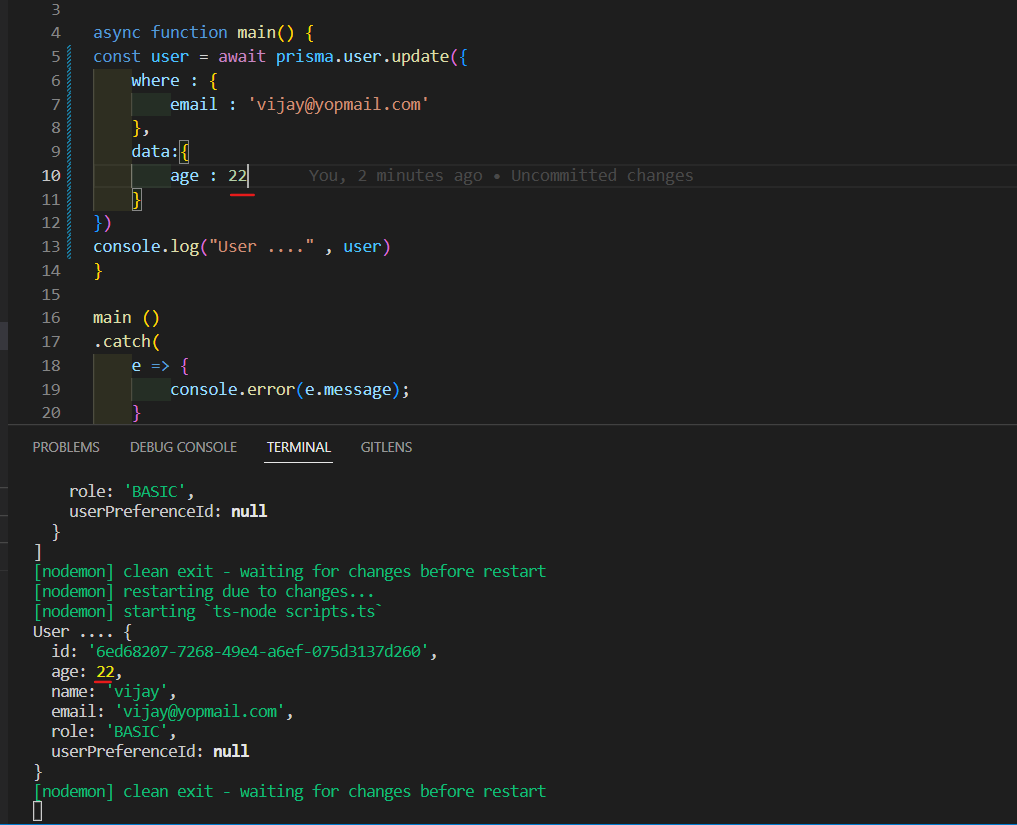 3
4 async function main() {
5 const user = await prisma.user.update({
6 where : {
7 email : 'vijay@yopmail.com'
8 },
9 data:{
10 age : 22 You, 2 minutes ago • Uncommitted changes
11 }
12 })
13 console.log("User ...." , user)
14 }
15
16 main ()
17 .catch(
18 e => {
19 console.error(e.message);
20 }
PROBLEMS DEBUG CONSOLE TERMINAL GITLENS
role: 'BASIC',
userPreferenceId: null
}
]
[nodemon] clean exit - waiting for changes before restart
[nodemon] restarting due to changes...
[nodemon] starting `ts-node scripts.ts`
User .... {
id: '6ed68207-7268-49e4-a6ef-075d3137d260',
age: 22,
name: 'vijay',
email: 'vijay@yopmail.com',
role: 'BASIC',
userPreferenceId: null
}
[nodemon] clean exit - waiting for changes before restart